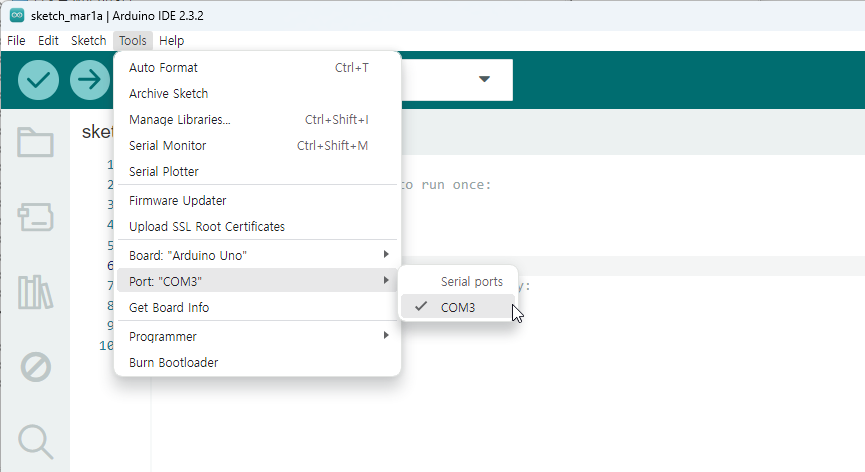 sketch_mar1a | Arduino IDE 2.3.2
File Edit Sketch Tools Help
Auto Format Ctrl+T
Archive Sketch
Manage Libraries... Ctrl+Shift+I
Serial Monitor Ctrl+Shift+M
Serial Plotter
Firmware Updater
Upload SSL Root Certificates
Board: "Arduino Uno"
Port: "COM3"
Get Board Info
Programmer
Burn Bootloader
Serial ports
COM3
sket
1
2 to run once:
3
4
5
6
7 y:
8
9
10